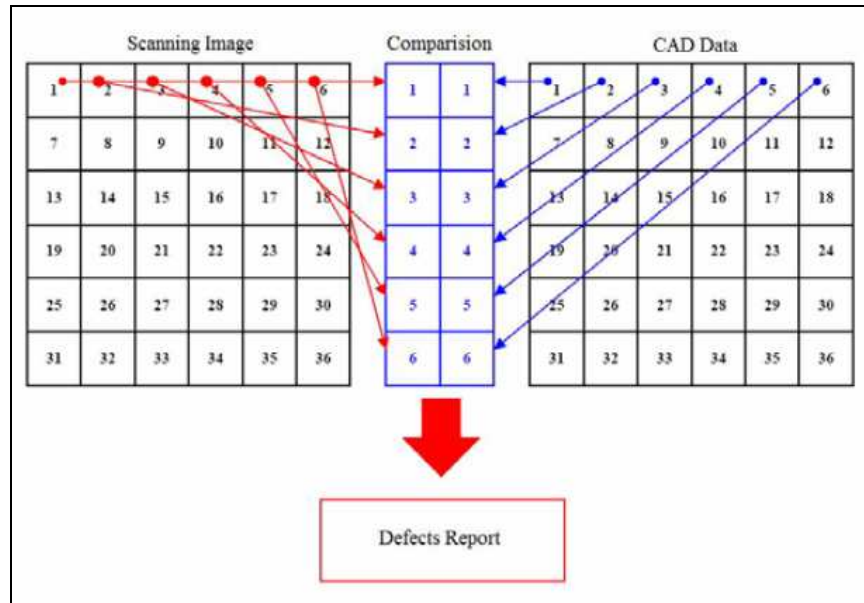 Scanning Image Comparision CAD Data
1 2 3 4 5 6 1 1 1 2 3 4 5 6
7 8 9 10 11 12 2 2 7 8 9 10 11 12
13 14 15 16 17 18 3 3 13 14 15 16 17 18
19 20 21 22 23 24 4 4 19 20 21 22 23 24
25 26 27 28 29 30 5 5 25 26 27 28 29 30
31 32 33 34 35 36 6 6 31 32 33 34 35 36
Defects Report